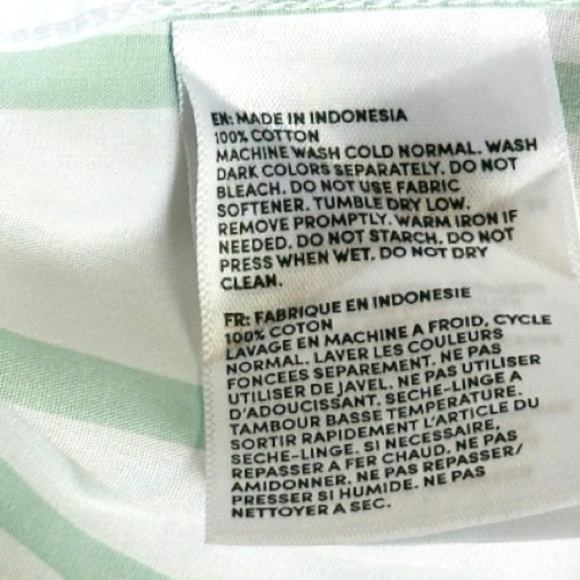 EN: MADE IN INDONESIA
100% COTTON
MACHINE WASH COLD NORMAL. WASH
DARK COLORS SEPARATELY. DO NOT
BLEACH. DO NOT USE FABRIC
SOFTENER. TUMBLE DRY LOW.
REMOVE PROMPTLY. WARM IRON IF
NEEDED. DO NOT STARCH. DO NOT
PRESS WHEN WET. DO NOT DRY
CLEAN.
FR: FABRIQUE EN INDONESIE
100% COTON
LAVAGE EN MACHINE A FROID, CYCLE
NORMAL. LAVER LES COULEURS
FONCEES SEPAREMENT. NE PAS
UTILISER DE JAVEL. NE PAS UTILISER
D'ADOUCISSANT. SECHE-LINGE A
TAMBOUR BASSE TEMPERATURE.
SORTIR RAPIDEMENT L'ARTICLE DU
SECHE-LINGE. SI NECESSAIRE,
REPASSER A FER CHAUD. NE PAS
AMIDONNER. NE PAS REPASSER/
PRESSER SI HUMIDE. NE PAS
NETTOYER A SEC.